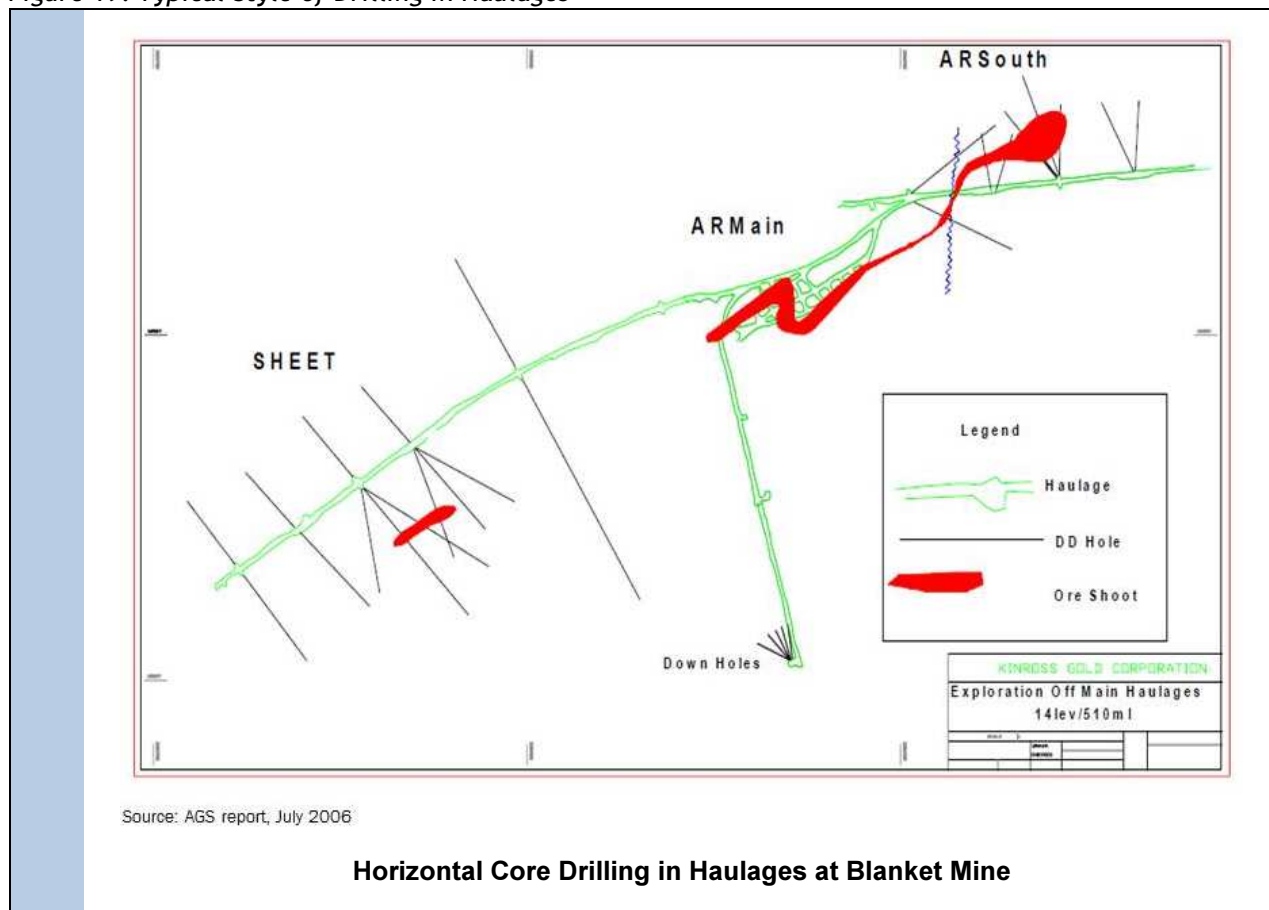 Figure 17: Typical Style of Drilling in Haulages
ARSouth
ARMain
SHEET
Legend
Haulage
DD Hole
Ore Shoot
Down Holes
KINROSS GOLD CORPORATION
Exploration Off Main Haulages
14lev/510ml
Source: AGS report, July 2006
Horizontal Core Drilling in Haulages at Blanket Mine